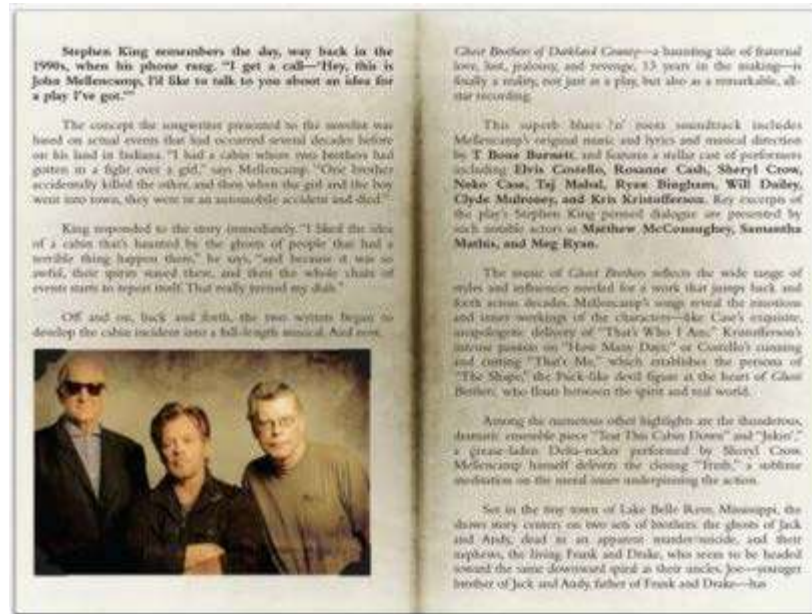 Stephen King remembers the day, way back in the
1990s, when his phone rang. "I get a call—'Hey, this is
John Mellencamp, I'd like to talk to you about an idea for
a play I've got.'"
The concept the songwriter presented to the novelist was
based on actual events that had occurred several decades before
on his land in Indiana. "I had a cabin where two brothers had
gotten in a fight over a girl," says Mellencamp. "One brother
accidentally killed the other, and then when the girl and the boy
went into town, they were in an automobile accident and died."
King responded to the story immediately. "I liked the idea
of a cabin that's haunted by the ghosts of people that had a
terrible thing happen there," he says, "and because it was so
awful, their spirits stayed there, and then the whole chain of
events starts to repeat itself. That really turned my dials."
Off and on, back and forth, the two writers began to
develop the cabin incident into a full-length musical. And now,
Ghost Brothers of Darkland County—a haunting tale of fraternal
love, lust, jealousy, and revenge, 13 years in the making—is
finally a reality, not just as a play, but also as a remarkable, all-
star recording.
This superb blues 'n' roots soundtrack includes
Mellencamp's original music and lyrics and musical direction
by T Bone Burnett, and features a stellar cast of performers
including Elvis Costello, Rosanne Cash, Sheryl Crow,
Neko Case, Taj Mahal, Ryan Bingham, Will Dailey,
Clyde Mulroney, and Kris Kristofferson. Key excerpts of
the play's Stephen King penned dialogue are presented by
such notable actors as Matthew McConaughey, Samantha
Mathis, and Meg Ryan.
The music of Ghost Brothers reflects the wide range of
styles and influences needed for a work that jumps back and
forth across decades. Mellencamp's songs reveal the emotions
and inner workings of the characters—like Case's exquisite,
unapologetic delivery of "That's Who I Am," Kristofferson's
intense passion on "How Many Days," or Costello's cunning
and cutting "That's Me," which establishes the persona of
"The Shape," the Puck-like devil figure at the heart of Ghost
Brothers, who floats between the spirit and real world.
Among the numerous other highlights are the thunderous,
dramatic ensemble piece "Tear This Cabin Down" and "Jukin',"
a grease-laden Delta-rocker performed by Sheryl Crow.
Mellencamp himself delivers the closing "Truth," a sublime
meditation on the moral issues underpinning the action.
Set in the tiny town of Lake Belle Reve, Mississippi, the
shows story centers on two sets of brothers: the ghosts of Jack
and Andy, dead in an apparent murder-suicide, and their
nephews, the living Frank and Drake, who seem to be headed
toward the same downward spiral as their uncles. Joe—younger
brother of Jack and Andy, father of Frank and Drake—has